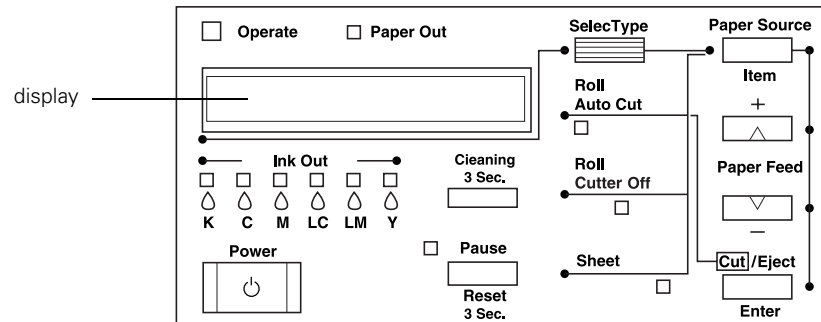 Operate
Paper Out
SelecType
Paper Source
Item
display
Roll
Auto Cut
+
Ink Out
Cleaning
3 Sec.
Roll
Cutter Off
Paper Feed
K C M LC LM Y
−
Power
Pause
Sheet
Cut/Eject
Reset
3 Sec.
Enter